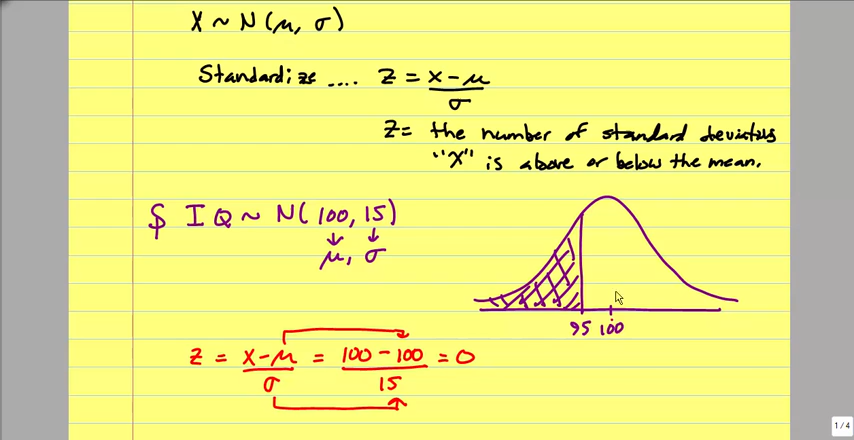 X ~ N(μ, σ)
Standardize .... Z = x-μ / σ
Z = the number of standard deviations
"X" is above or below the mean.
$ IQ ~ N(100, 15)
μ, σ
95 100
Z = x-μ / σ = 100-100 / 15 = 0
1/4